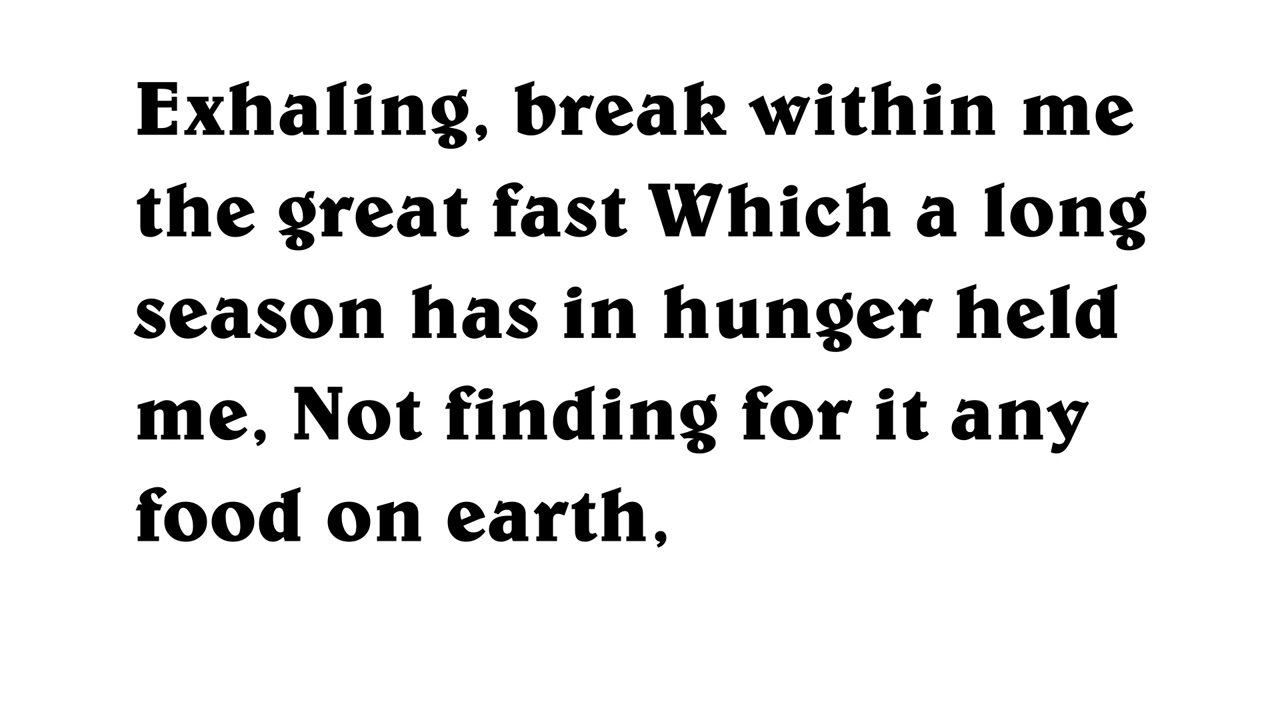 Exhaling, break within me
the great fast Which a long
season has in hunger held
me, Not finding for it any
food on earth,